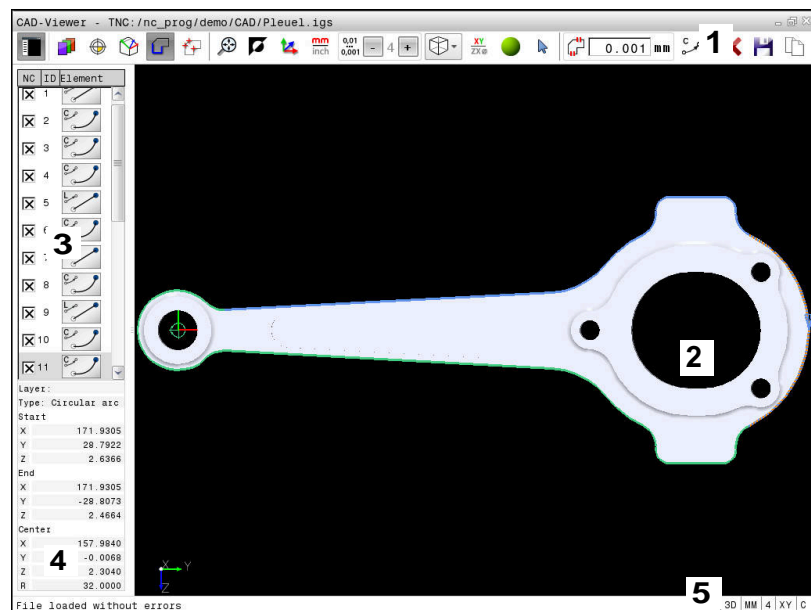 CAD-Viewer - TNC:/nc_prog/demo/CAD/Pleuel.igs
mm
inch
0,01
0,001
- 4 +
XY
ZX
0.001 mm
C
1
NC ID Element
1
2 C
3 C
4 C
5 L
C
3
8 C
9 L
10 C
11 C
2
Layer:
Type: Circular arc
Start
X 171.9305
Y 28.7922
Z 2.6366
End
X 171.9305
Y -28.8073
Z 2.4664
Center
X 157.9840
Y -0.0068
Z 2.3040
R 32.0000
4
X Y
Z
5
File loaded without errors
3D MM 4 XY C